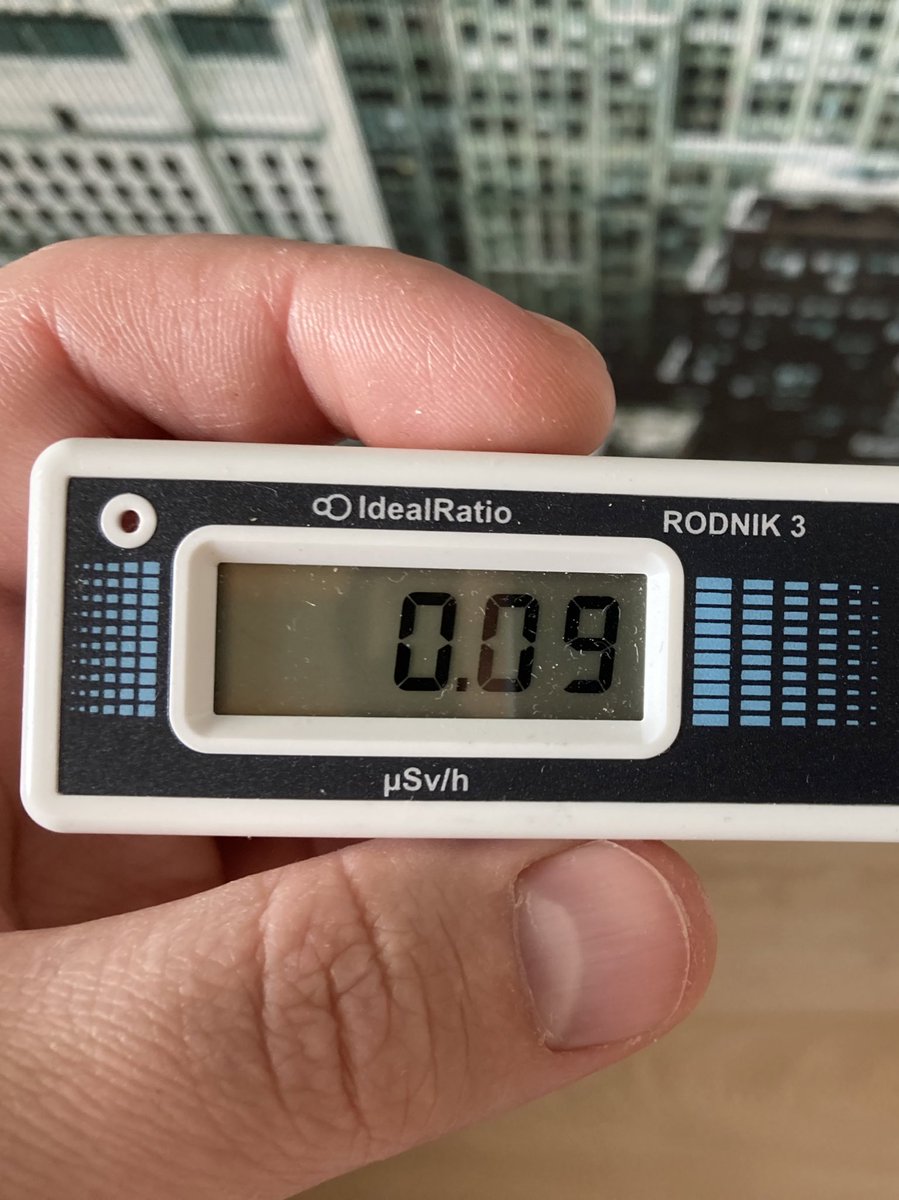 IdealRatio
RODNIK 3
0.09
µSv/h